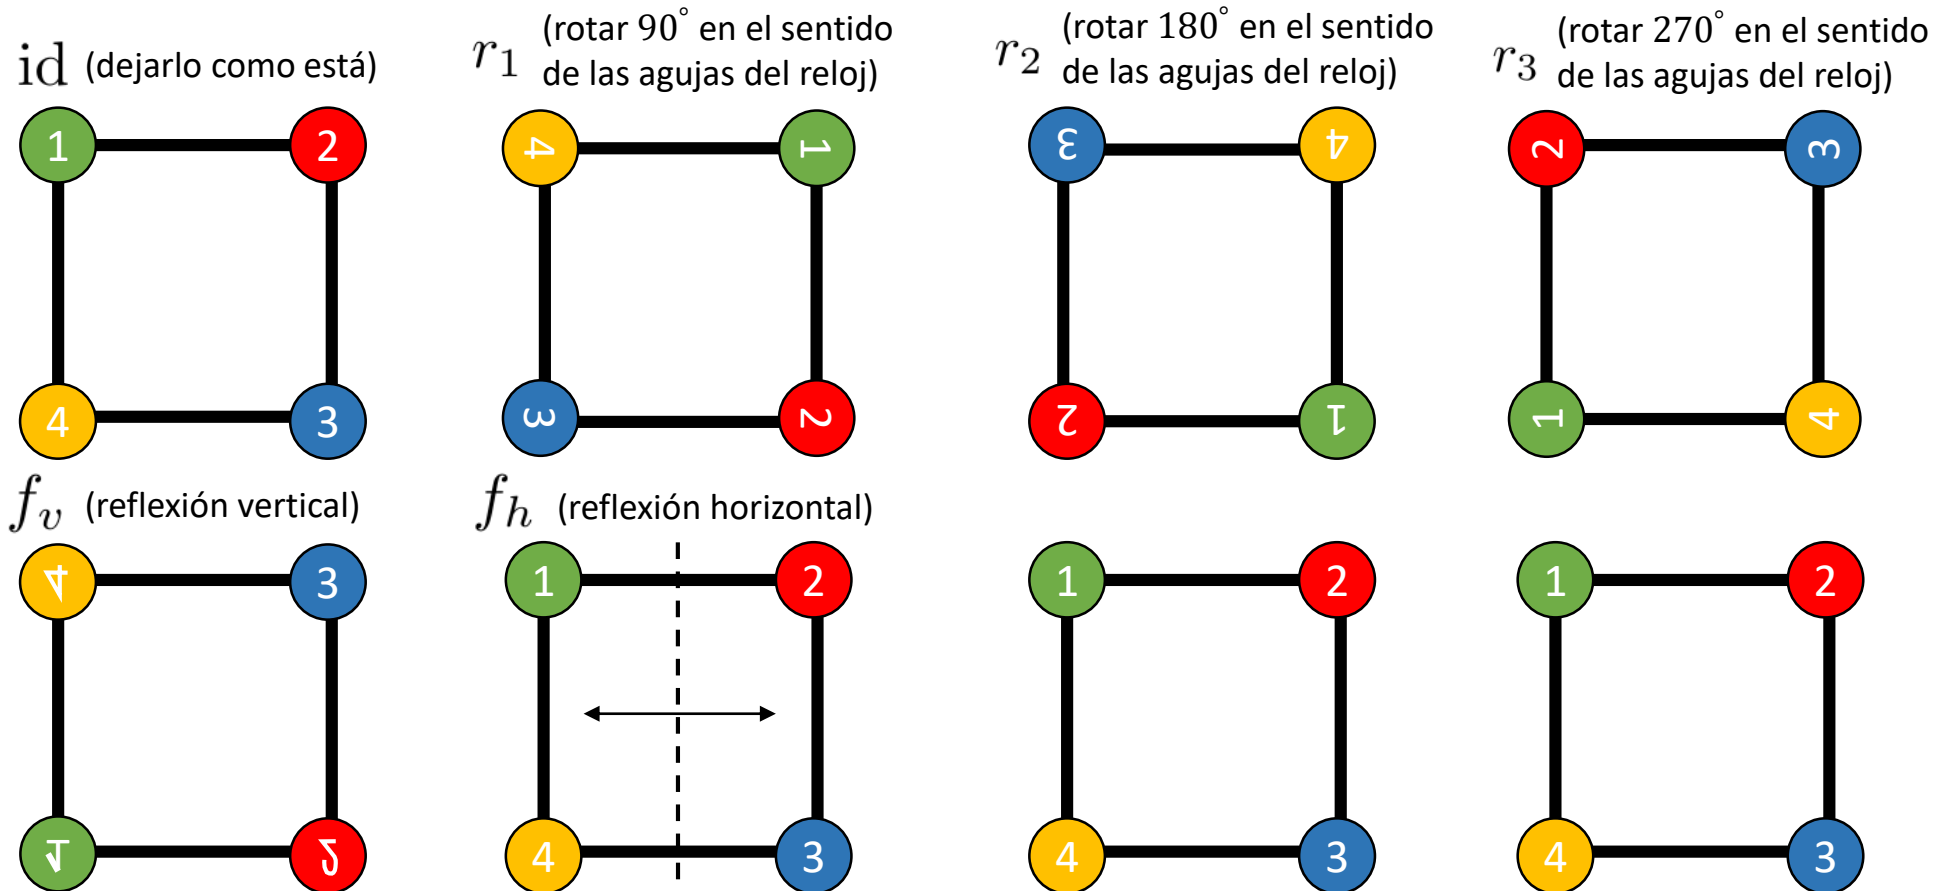 id (dejarlo como está)
r₁ (rotar 90° en el sentido
de las agujas del reloj)
r₂ (rotar 180° en el sentido
de las agujas del reloj)
r₃ (rotar 270° en el sentido
de las agujas del reloj)
1 2
4 1
3 4
2 3
4 3
3 2
2 1
1 4
f_v (reflexión vertical)
f_h (reflexión horizontal)
4 3
1 2
1 2
1 2
1 2
4 3
4 3
4 3